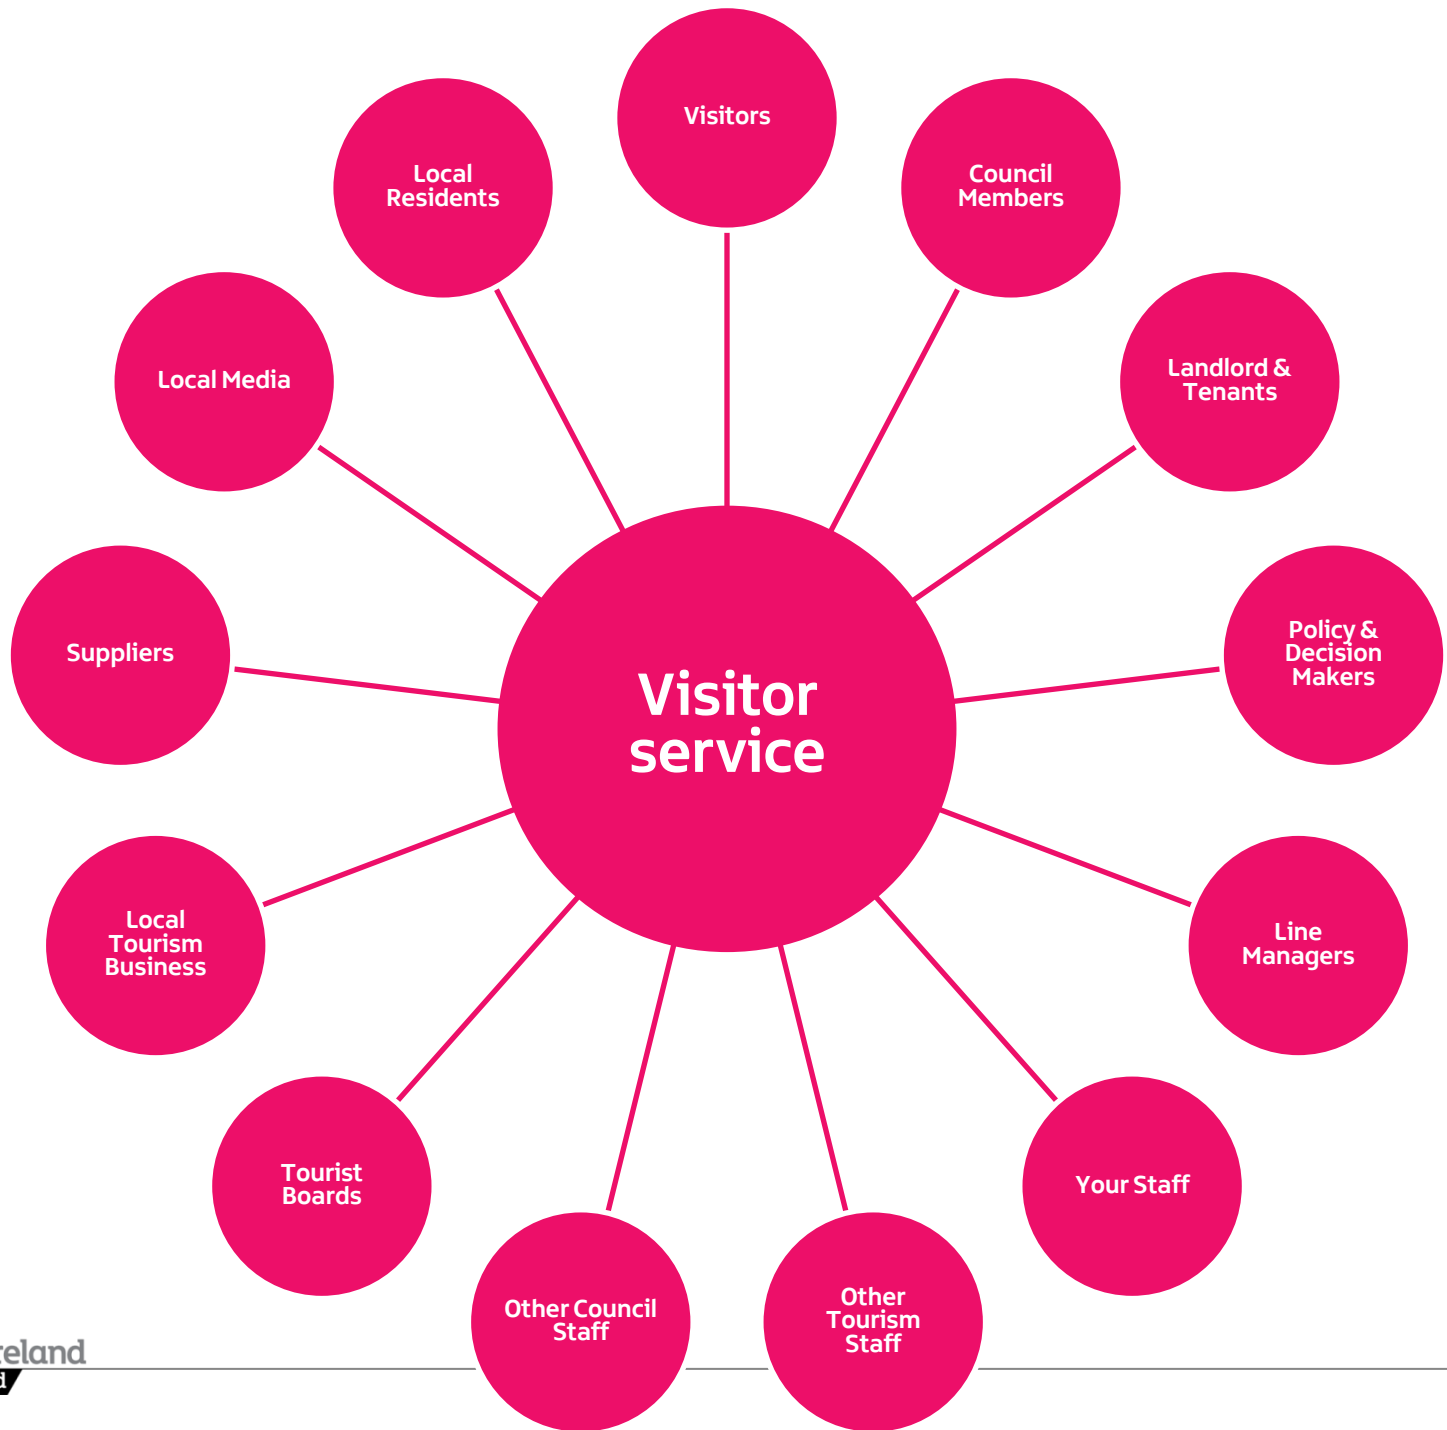 Visitors
Council
Members
Landlord &
Tenants
Policy &
Decision
Makers
Line
Managers
Your Staff
Other
Tourism
Staff
Other Council
Staff
Tourist
Boards
Local
Tourism
Business
Suppliers
Local Media
Local
Residents
Visitor
service